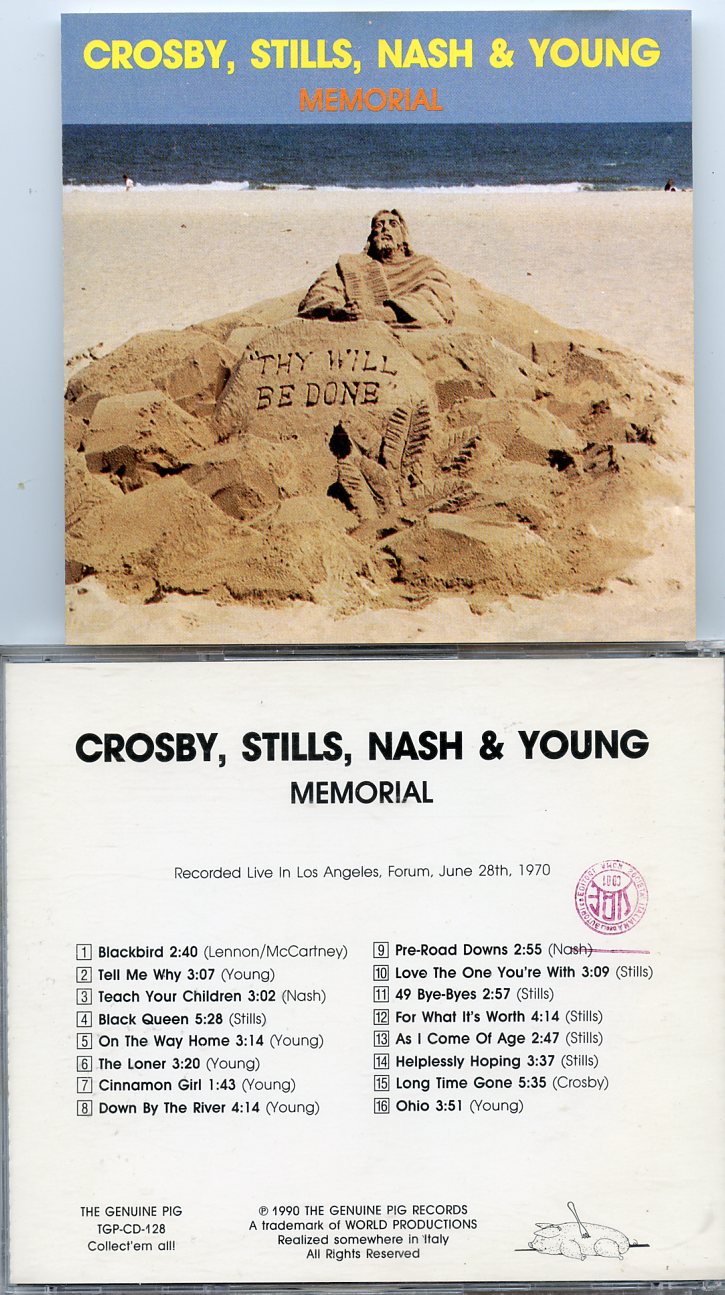 CROSBY, STILLS, NASH & YOUNG
MEMORIAL
"THY WILL
BE DONE"
CROSBY, STILLS, NASH & YOUNG
MEMORIAL
Recorded Live In Los Angeles, Forum, June 28th, 1970
1 Blackbird 2:40 (Lennon/McCartney)
2 Tell Me Why 3:07 (Young)
3 Teach Your Children 3:02 (Nash)
4 Black Queen 5:28 (Stills)
5 On The Way Home 3:14 (Young)
6 The Loner 3:20 (Young)
7 Cinnamon Girl 1:43 (Young)
8 Down By The River 4:14 (Young)
9 Pre-Road Downs 2:55 (Nash)
10 Love The One You're With 3:09 (Stills)
11 49 Bye-Byes 2:57 (Stills)
12 For What It's Worth 4:14 (Stills)
13 As I Come Of Age 2:47 (Stills)
14 Helplessly Hoping 3:37 (Stills)
15 Long Time Gone 5:35 (Crosby)
16 Ohio 3:51 (Young)
THE GENUINE PIG
TGP-CD-128
Collect'em all!
℗ 1990 THE GENUINE PIG RECORDS
A trademark of WORLD PRODUCTIONS
Realized somewhere in Italy
All Rights Reserved